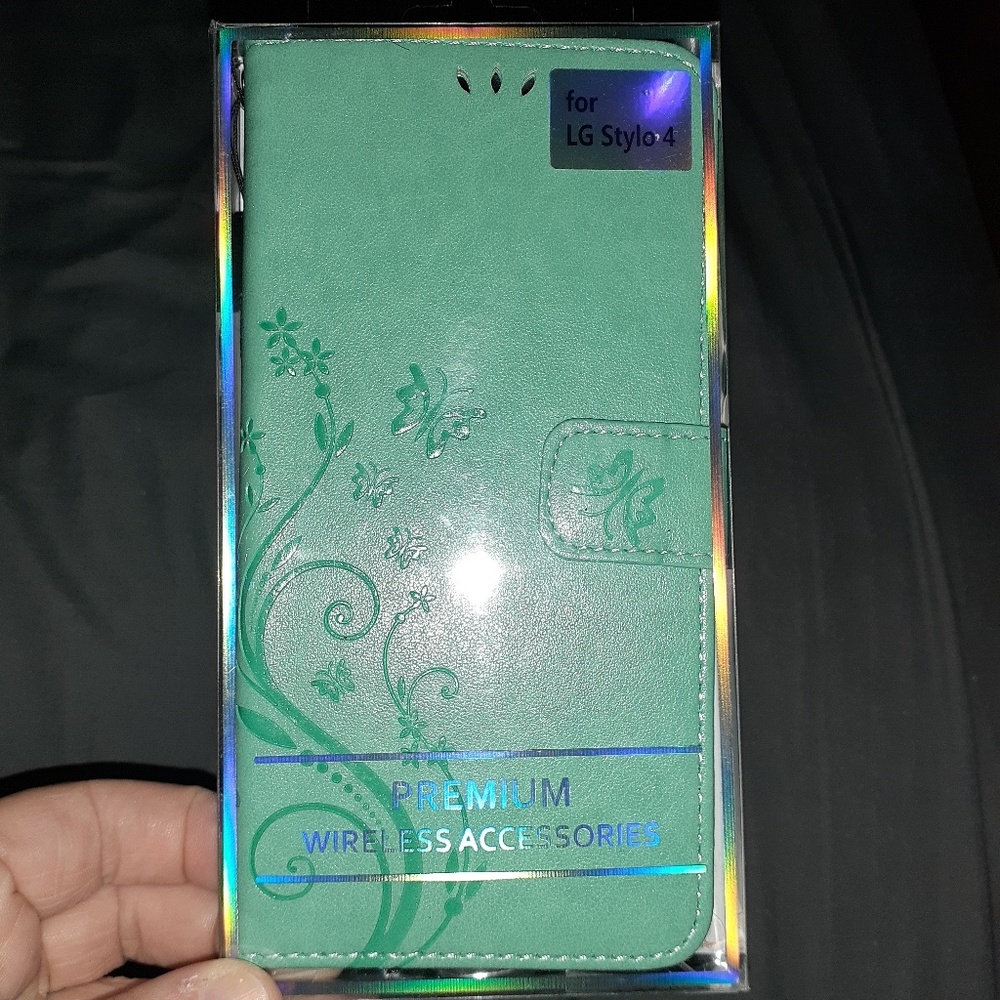 for
LG Stylo 4
PREMIUM
WIRELESS ACCESSORIES